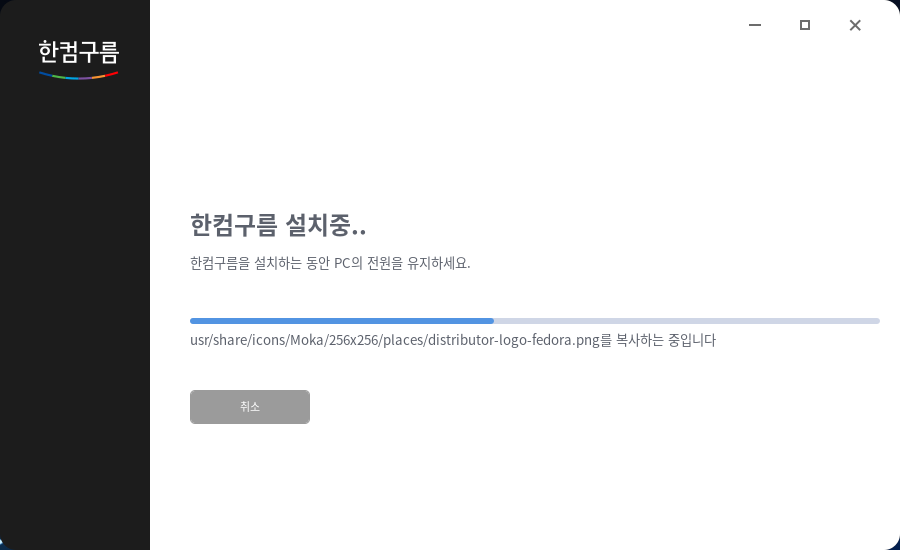 한컴구름
한컴구름 설치중..
한컴구름을 설치하는 동안 PC의 전원을 유지하세요.
usr/share/icons/Moka/256x256/places/distributor-logo-fedora.png를 복사하는 중입니다
취소